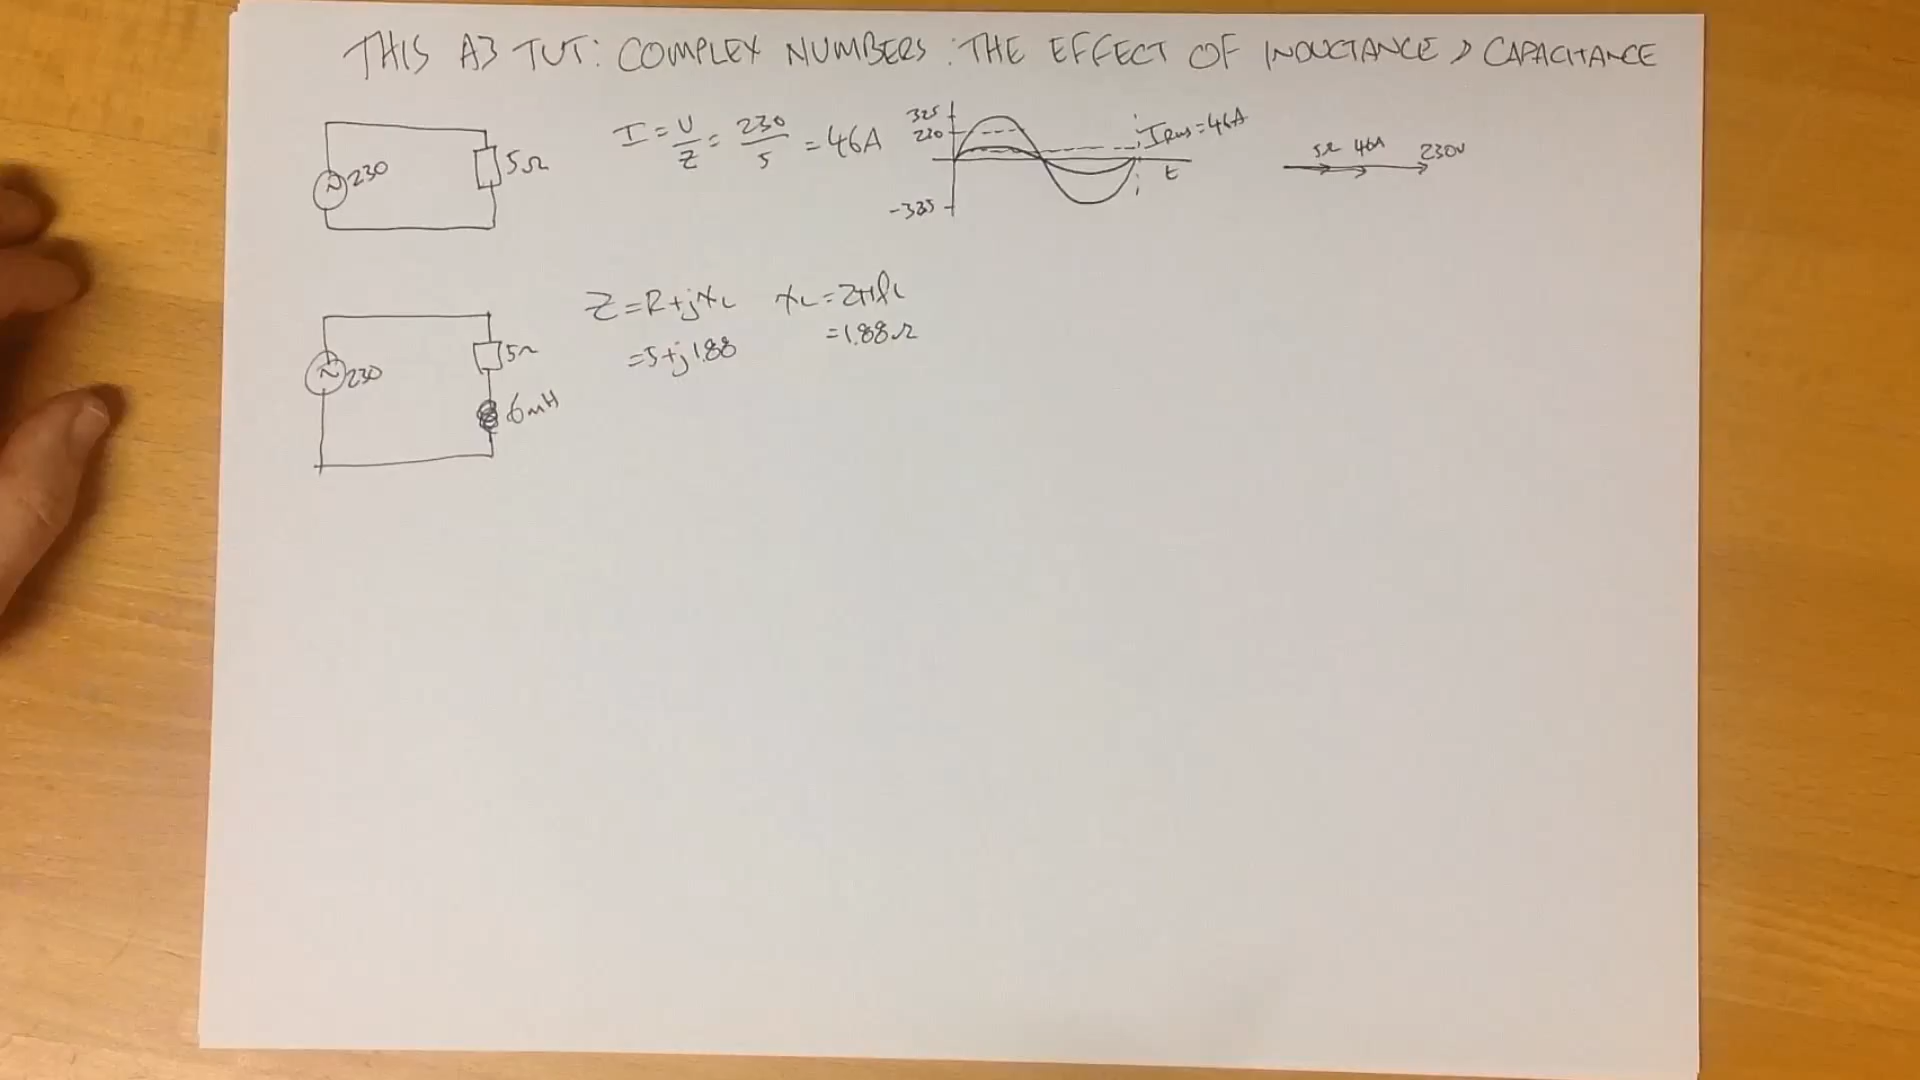 THIS A3 TUT: COMPLEX NUMBERS: THE EFFECT OF INDUCTANCE & CAPACITANCE
230
5Ω
I = U/Z = 230/5 = 46A
325
230
-325
IRMS = 46A
t
5Ω 46A 230V
230
5Ω
6mH
Z = R + jXL
= 5 + j1.88
XL = 2πfL
= 1.88Ω